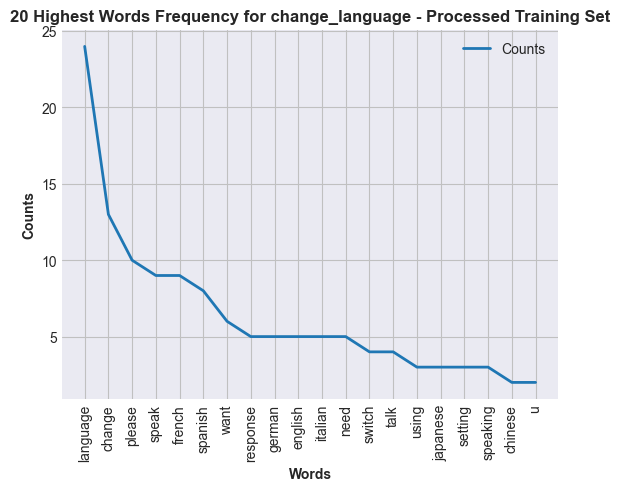 20 Highest Words Frequency for change_language - Processed Training Set
Counts
25
20
15
10
5
Counts
language
change
please
speak
french
spanish
want
response
german
english
italian
need
switch
talk
using
japanese
setting
speaking
chinese
u
Words